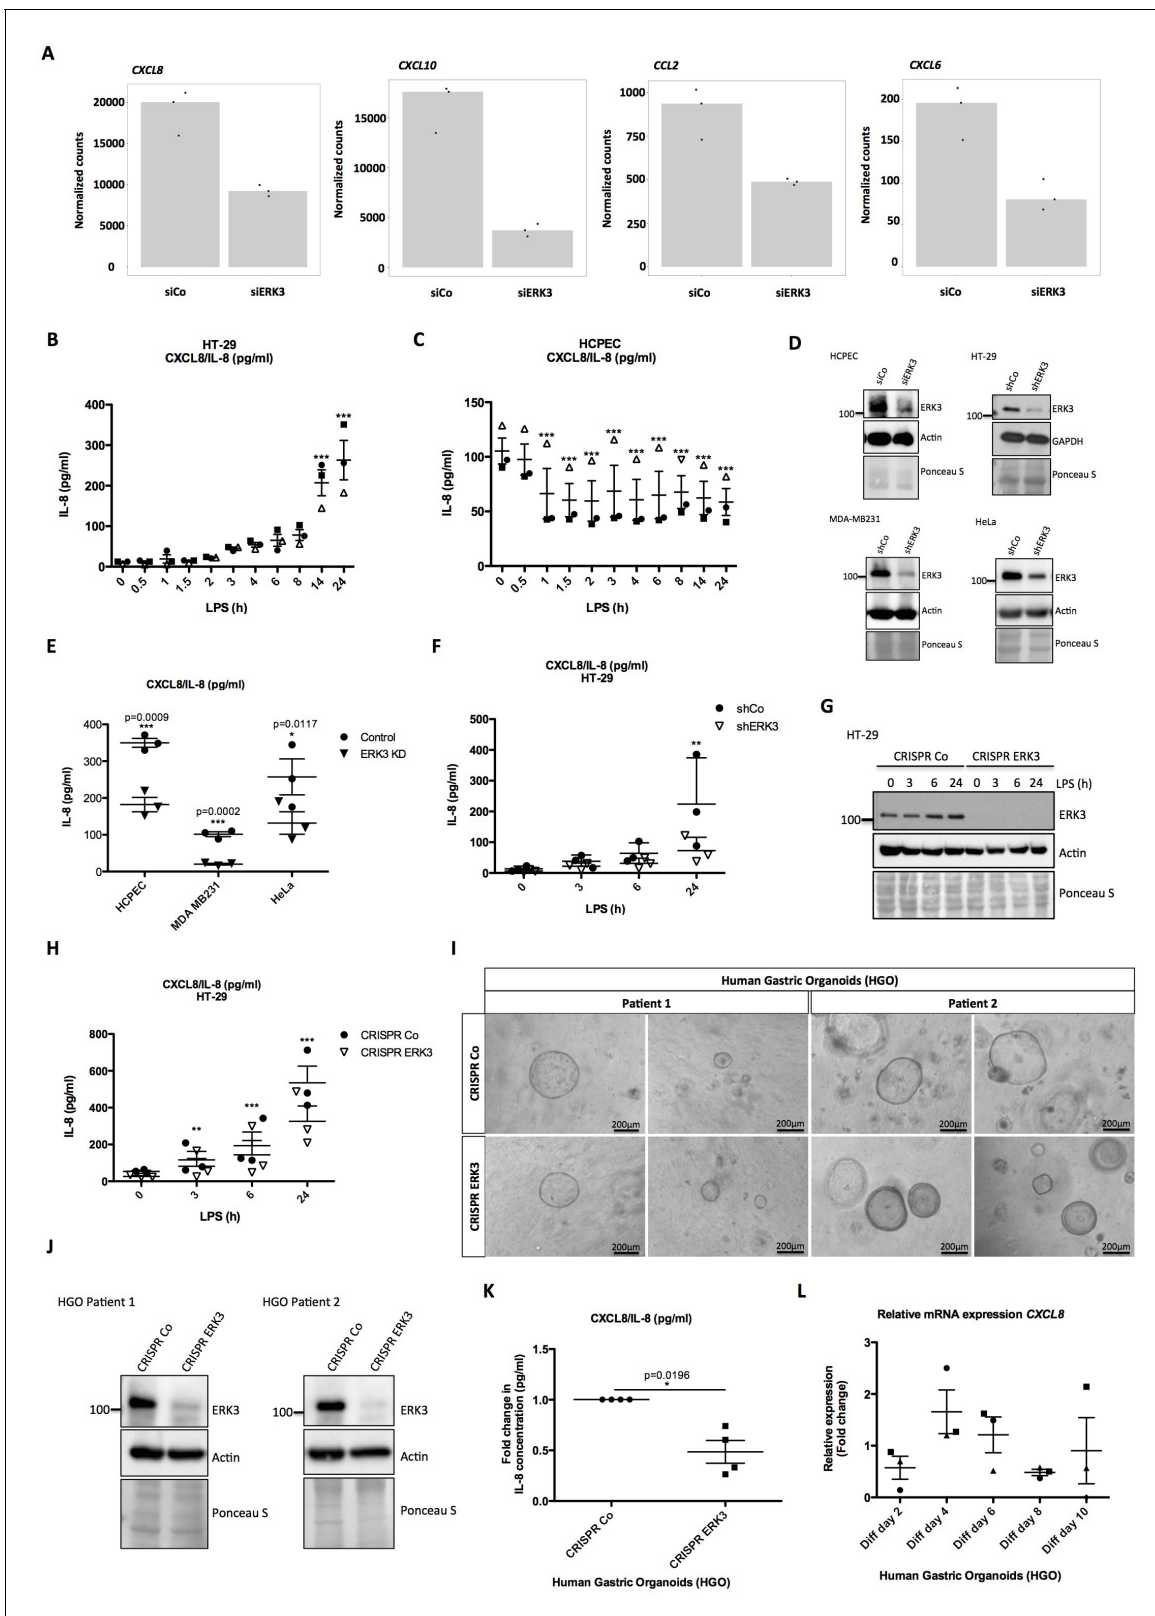 A
CXCL8
Normalized counts
20000
15000
10000
5000
0
siCo siERK3
CXCL10
Normalized counts
15000
10000
5000
0
siCo siERK3
CCL2
Normalized counts
1000
750
500
250
0
siCo siERK3
CXCL6
Normalized counts
200
150
100
50
0
siCo siERK3
B
HT-29
CXCL8/IL-8 (pg/ml)
IL-8 (pg/ml)
400
300
200
100
0
*** ***
0 0.5 1 1.5 2 3 4 6 8 14 24
LPS (h)
C
HCPEC
CXCL8/IL-8 (pg/ml)
IL-8 (pg/ml)
150
100
50
0
*** *** *** *** *** *** *** *** ***
0 0.5 1 1.5 2 3 4 6 8 14 24
LPS (h)
D
HCPEC
siCo siERK3
100
ERK3
Actin
Ponceau S
HT-29
shCo shERK3
100
ERK3
GAPDH
Ponceau S
MDA-MB231
shCo shERK3
100
ERK3
Actin
Ponceau S
HeLa
shCo shERK3
100
ERK3
Actin
Ponceau S
E
CXCL8/IL-8 (pg/ml)
IL-8 (pg/ml)
400
300
200
100
0
p=0.0009
***
p=0.0002
***
p=0.0117
*
Control
ERK3 KD
HCPEC MDA MB231 HeLa
F
CXCL8/IL-8 (pg/ml)
HT-29
shCo
shERK3
IL-8 (pg/ml)
500
400
300
200
100
0
**
0 3 6 24
LPS (h)
G
HT-29
CRISPR Co CRISPR ERK3
0 3 6 24 0 3 6 24 LPS (h)
100
ERK3
Actin
Ponceau S
H
CXCL8/IL-8 (pg/ml)
HT-29
CRISPR Co
CRISPR ERK3
IL-8 (pg/ml)
800
600
400
200
0
** *** ***
0 3 6 24
LPS (h)
I
Human Gastric Organoids (HGO)
Patient 1 Patient 2
CRISPR Co
200μm 200μm 200μm 200μm
CRISPR ERK3
200μm 200μm 200μm 200μm
J
HGO Patient 1
CRISPR Co CRISPR ERK3
100
ERK3
Actin
Ponceau S
HGO Patient 2
CRISPR Co CRISPR ERK3
100
ERK3
Actin
Ponceau S
K
CXCL8/IL-8 (pg/ml)
Fold change in
IL-8 concentration (pg/ml)
1.5
1.0
0.5
0.0
p=0.0196
*
CRISPR Co CRISPR ERK3
Human Gastric Organoids (HGO)
L
Relative mRNA expression CXCL8
Relative expression
(Fold change)
3
2
1
0
Diff day 2 Diff day 4 Diff day 6 Diff day 8 Diff day 10
Human Gastric Organoids (HGO)